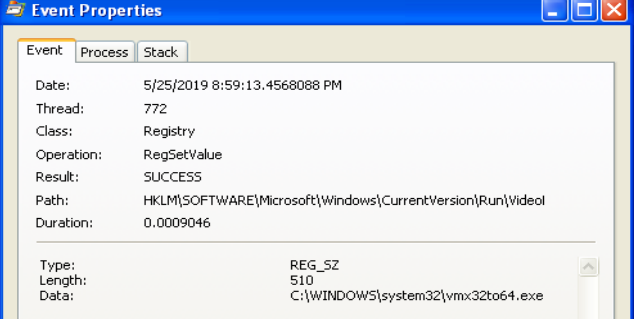 Event Properties
Event Process Stack
Date: 5/25/2019 8:59:13.4568088 PM
Thread: 772
Class: Registry
Operation: RegSetValue
Result: SUCCESS
Path: HKLM\SOFTWARE\Microsoft\Windows\CurrentVersion\Run\VideoI
Duration: 0.0009046
Type: REG_SZ
Length: 510
Data: C:\WINDOWS\system32\vmx32to64.exe